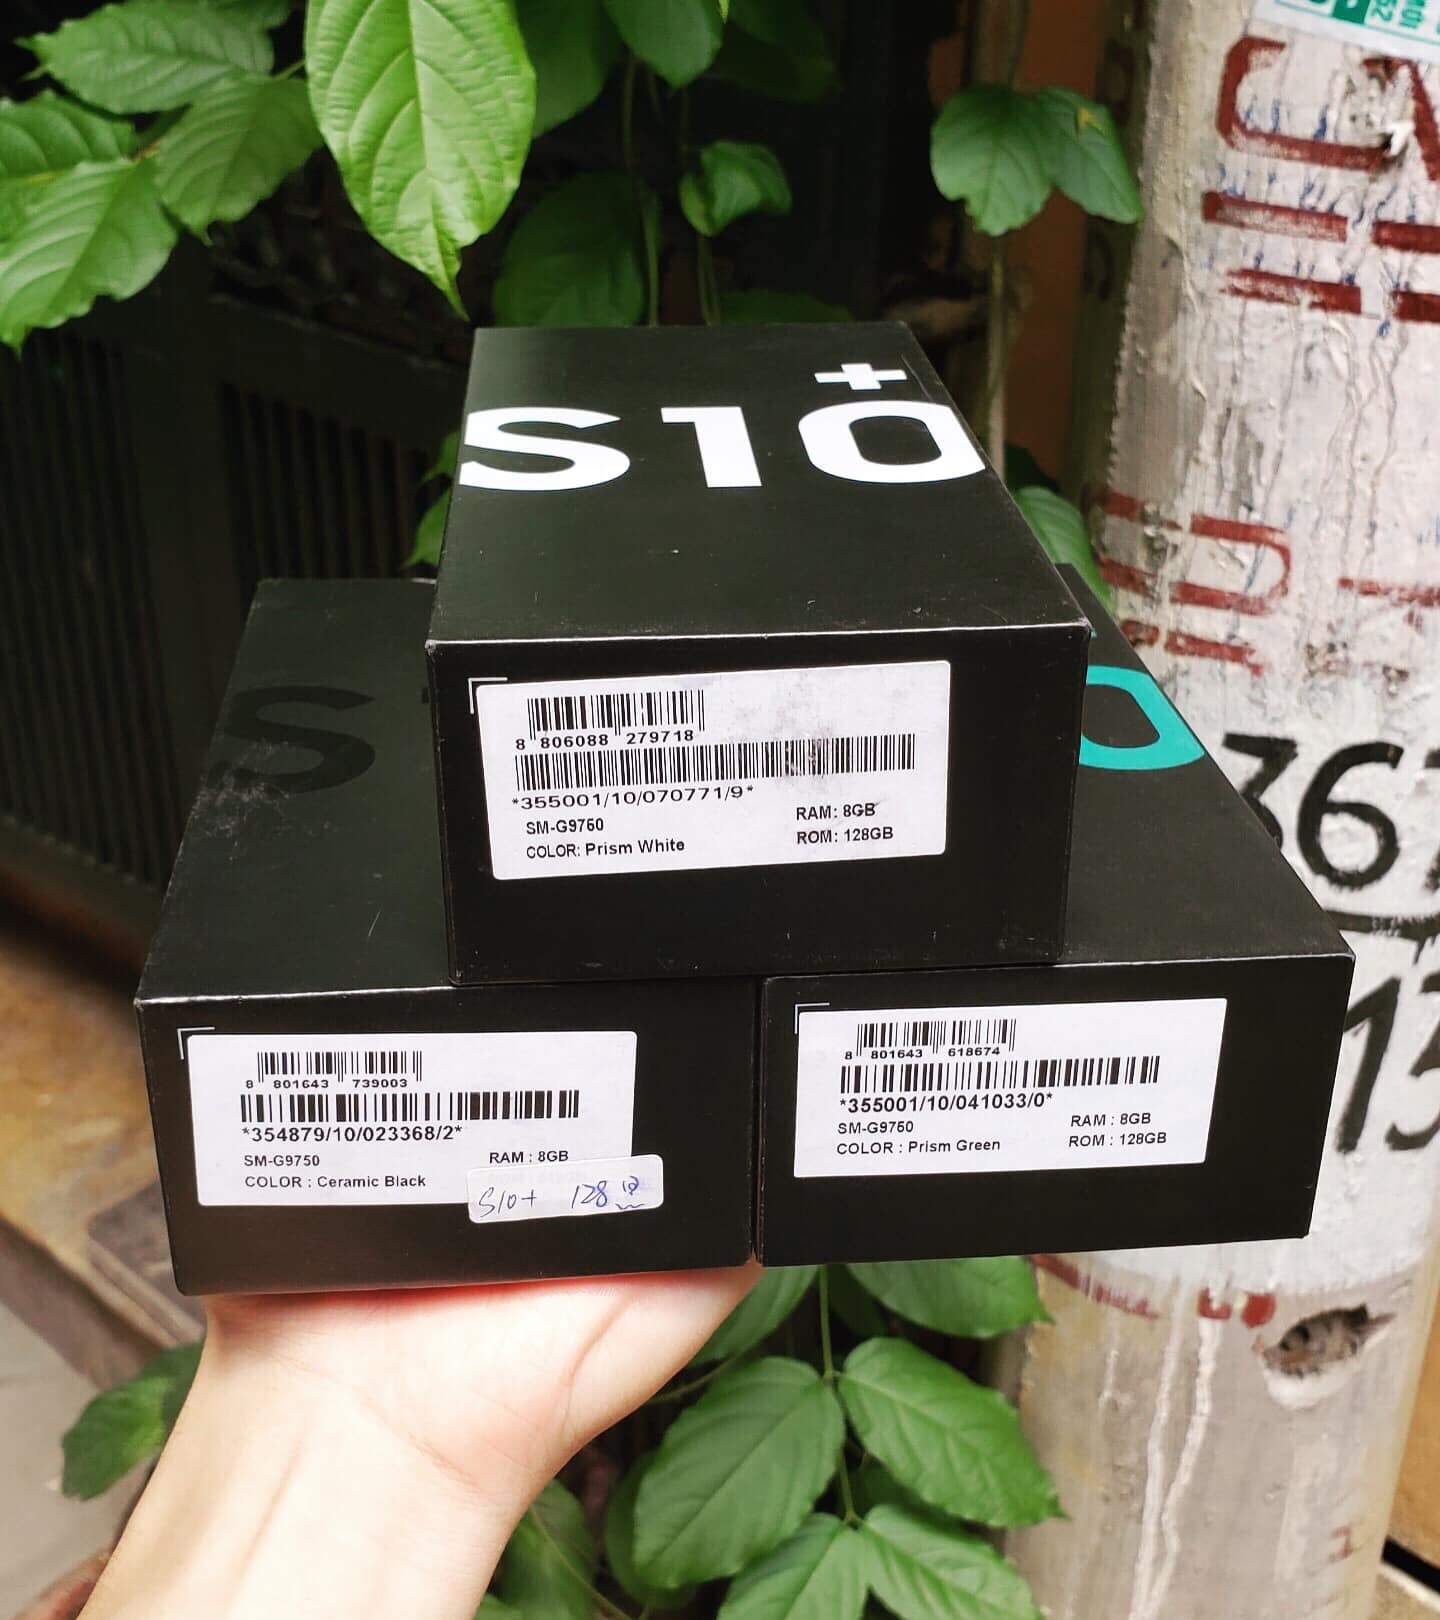 +
S10
8 806088 279718
*355001/10/070771/9*
SM-G9750
COLOR: Prism White
RAM: 8GB
ROM: 128GB
8 801643 739003
*354879/10/023368/2*
SM-G9750
COLOR : Ceramic Black
RAM : 8GB
S10+ 128
8 801643 618674
*355001/10/041033/0*
SM-G9750
COLOR : Prism Green
RAM : 8GB
ROM : 128GB
S
0
367